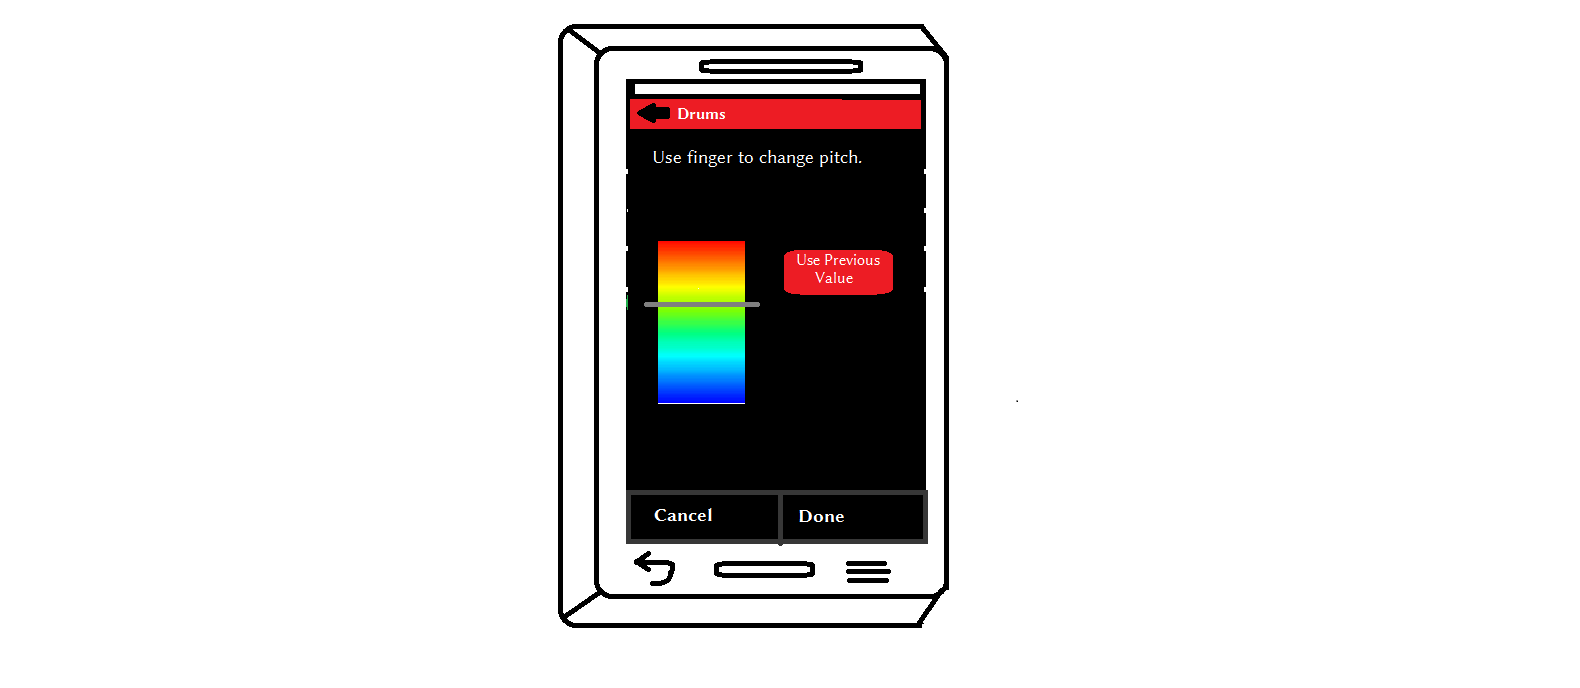 Drums
Use finger to change pitch.
Use Previous
Value
Cancel
Done